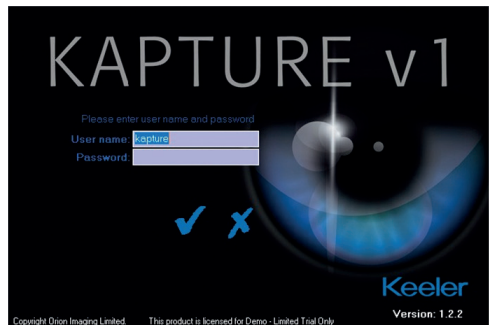 KAPTURE v1
Please enter user name and password
User name: kapture
Password:
Keeler
Version: 1.2.2
Copyright Orion Imaging Limited. This product is licensed for Demo - Limited Trial Only